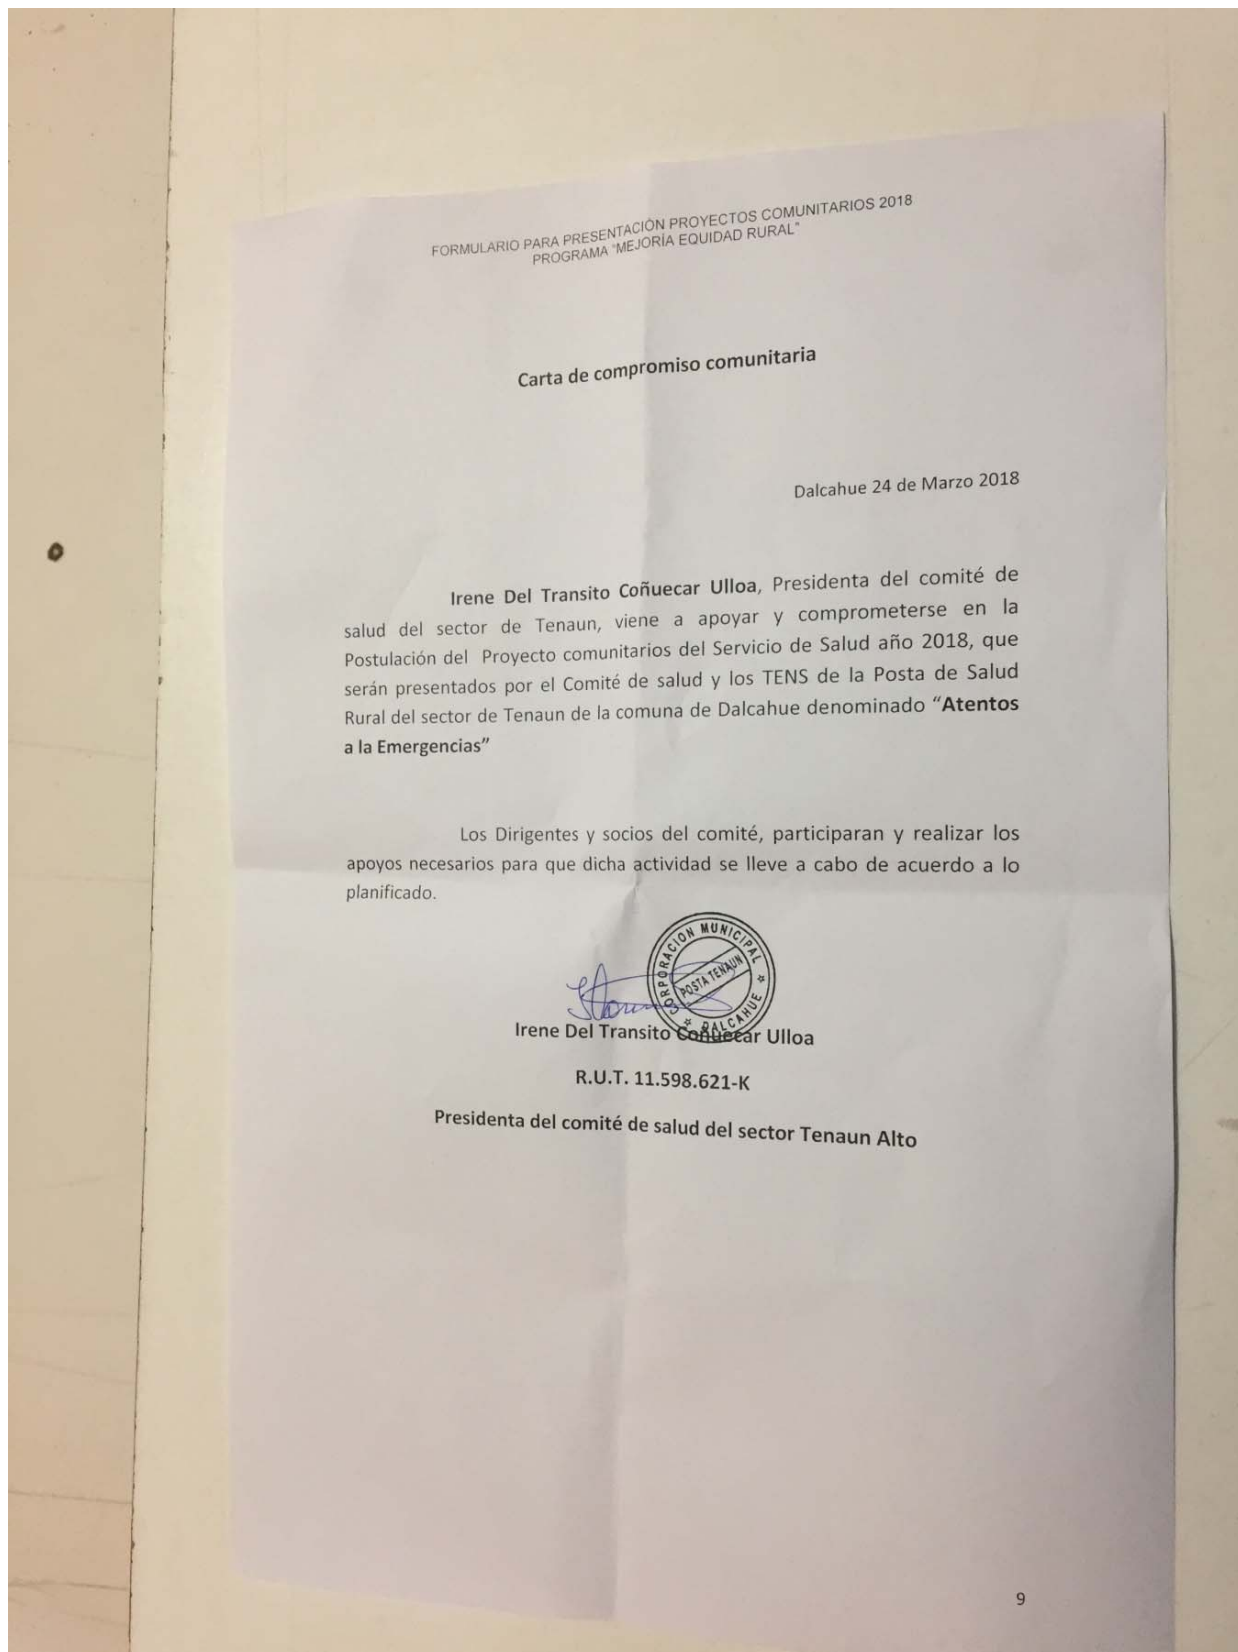 FORMULARIO PARA PRESENTACIÓN PROYECTOS COMUNITARIOS 2018
PROGRAMA "MEJORÍA EQUIDAD RURAL"
Carta de compromiso comunitaria
Dalcahue 24 de Marzo 2018
Irene Del Transito Coñuecar Ulloa, Presidenta del comité de
salud del sector de Tenaun, viene a apoyar y comprometerse en la
Postulación del Proyecto comunitarios del Servicio de Salud año 2018, que
serán presentados por el Comité de salud y los TENS de la Posta de Salud
Rural del sector de Tenaun de la comuna de Dalcahue denominado “Atentos
a la Emergencias”
Los Dirigentes y socios del comité, participaran y realizar los
apoyos necesarios para que dicha actividad se lleve a cabo de acuerdo a lo
planificado.
CORPORACION MUNICIPAL
POSTA TENAUN
DALCAHUE
Irene Del Transito Coñuecar Ulloa
R.U.T. 11.598.621-K
Presidenta del comité de salud del sector Tenaun Alto
9